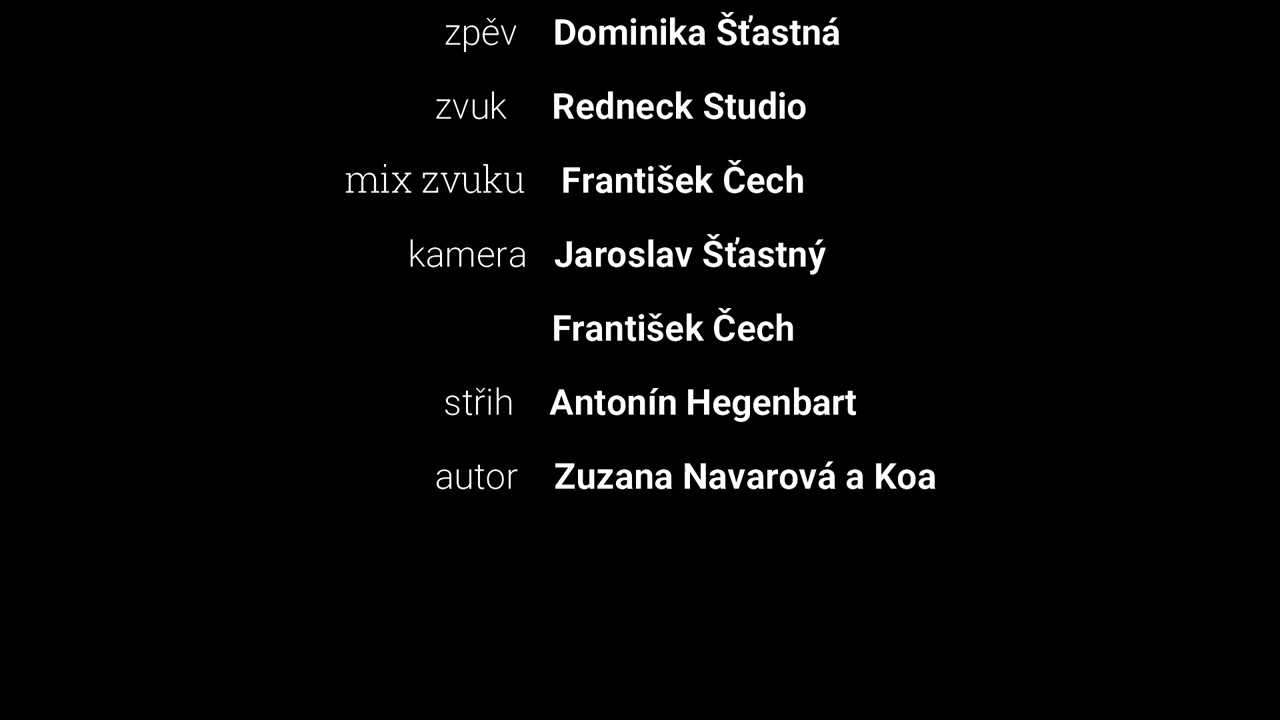 zpěv Dominika Šťastná
zvuk Redneck Studio
mix zvuku František Čech
kamera Jaroslav Šťastný
František Čech
střih Antonín Hegenbart
autor Zuzana Navarová a Koa